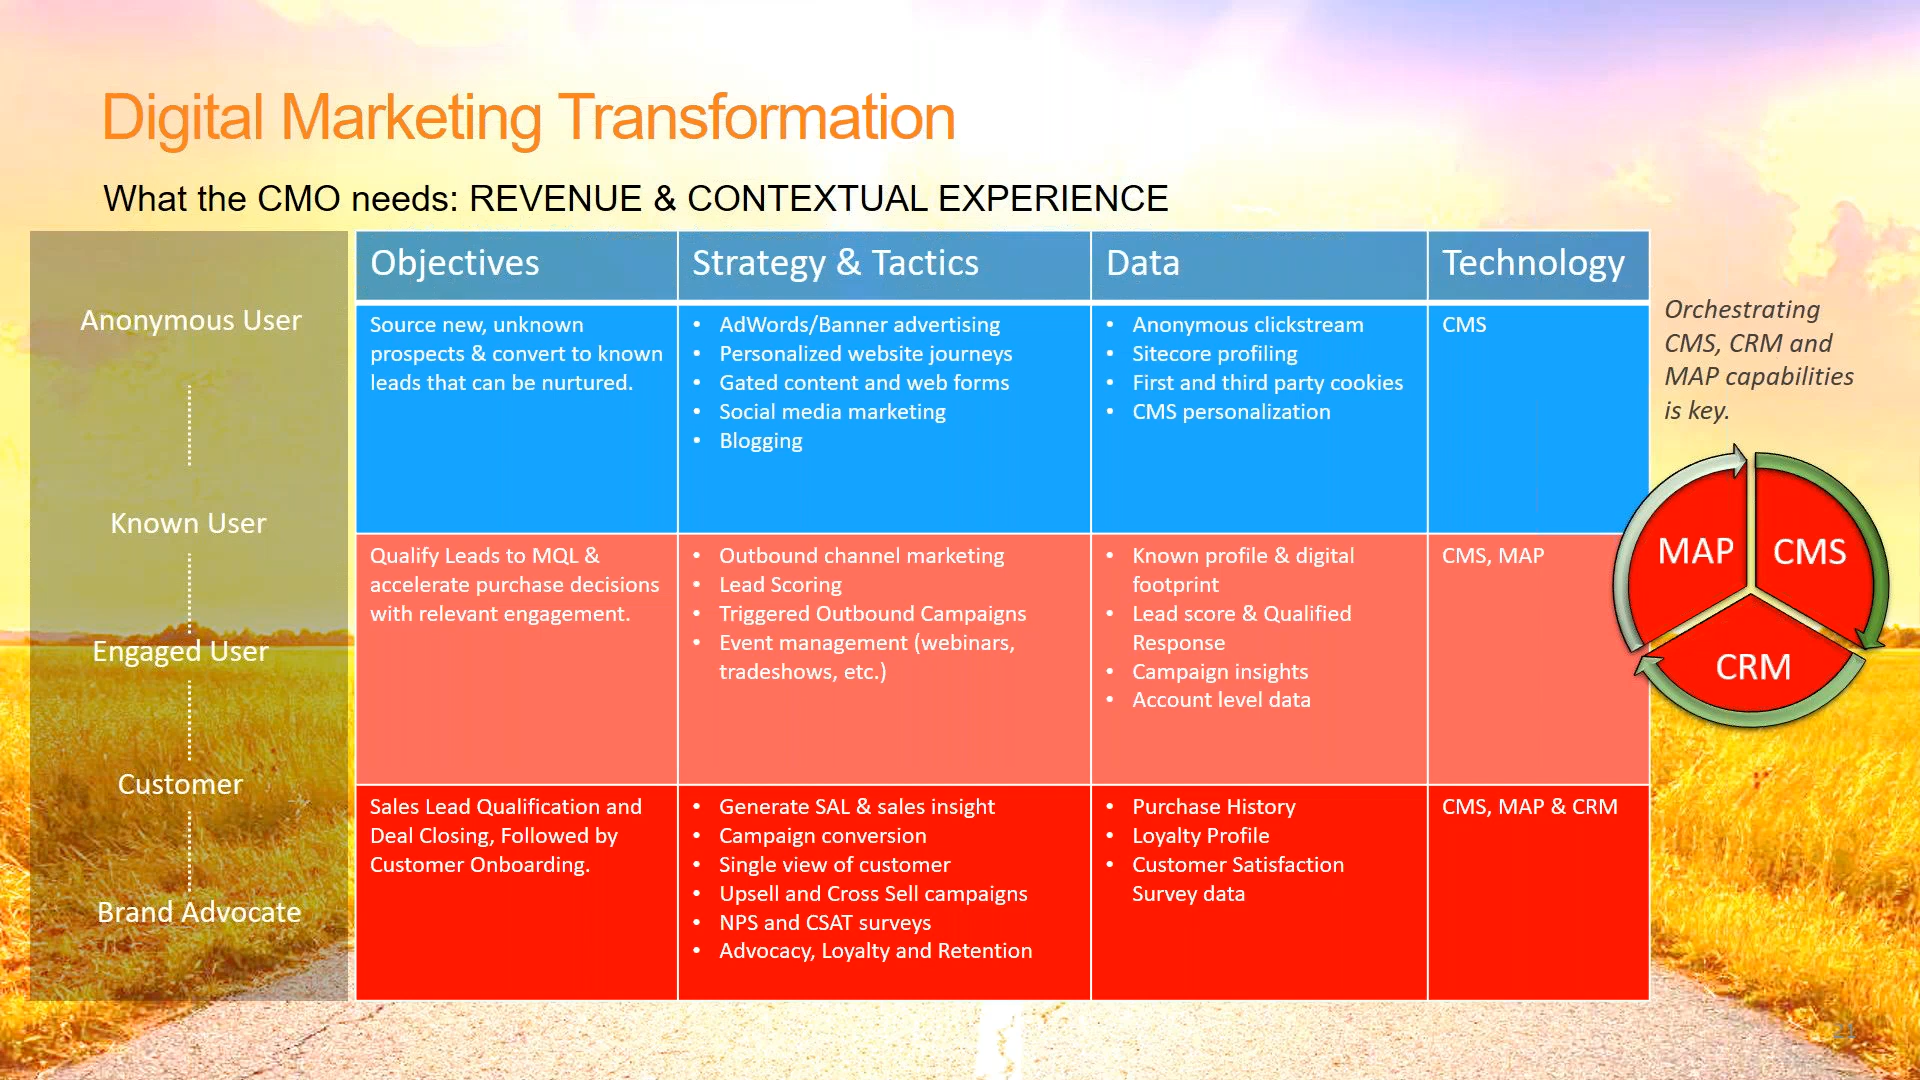 Digital Marketing Transformation
What the CMO needs: REVENUE & CONTEXTUAL EXPERIENCE
Anonymous User
Known User
Engaged User
Customer
Brand Advocate
Objectives
Strategy & Tactics
Data
Technology
Source new, unknown
prospects & convert to known
leads that can be nurtured.
• AdWords/Banner advertising
• Personalized website journeys
• Gated content and web forms
• Social media marketing
• Blogging
• Anonymous clickstream
• Sitecore profiling
• First and third party cookies
• CMS personalization
CMS
Qualify Leads to MQL &
accelerate purchase decisions
with relevant engagement.
• Outbound channel marketing
• Lead Scoring
• Triggered Outbound Campaigns
• Event management (webinars,
tradeshows, etc.)
• Known profile & digital
footprint
• Lead score & Qualified
Response
• Campaign insights
• Account level data
CMS, MAP
Sales Lead Qualification and
Deal Closing, Followed by
Customer Onboarding.
• Generate SAL & sales insight
• Campaign conversion
• Single view of customer
• Upsell and Cross Sell campaigns
• NPS and CSAT surveys
• Advocacy, Loyalty and Retention
• Purchase History
• Loyalty Profile
• Customer Satisfaction
Survey data
CMS, MAP & CRM
Orchestrating
CMS, CRM and
MAP capabilities
is key.
MAP
CMS
CRM
21